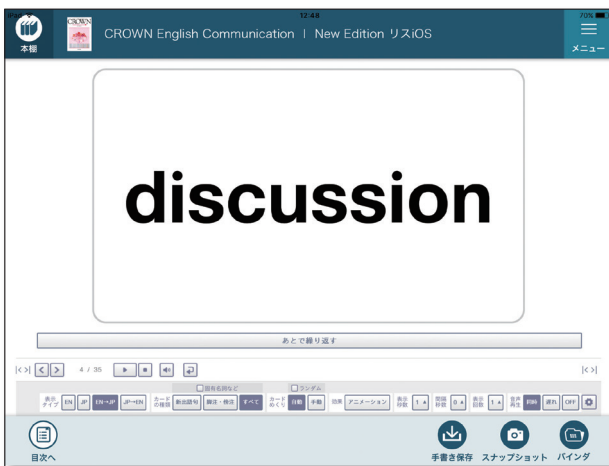 iPad
12:48
70%
本棚
CROWN
CROWN English Communication I New Edition リスiOS
メニュー
discussion
あとで繰り返す
4 / 35
固有名詞など
ランダム
表示タイプ EN JP EN→JP JP→EN カードの種類 新出語句 脚注・傍注 すべて カードめくり 自動 手動 効果 アニメーション 表示秒数 1 間隔秒数 0 表示回数 1 音声再生 同時 遅れ OFF
目次へ
手書き保存 スナップショット バインダ